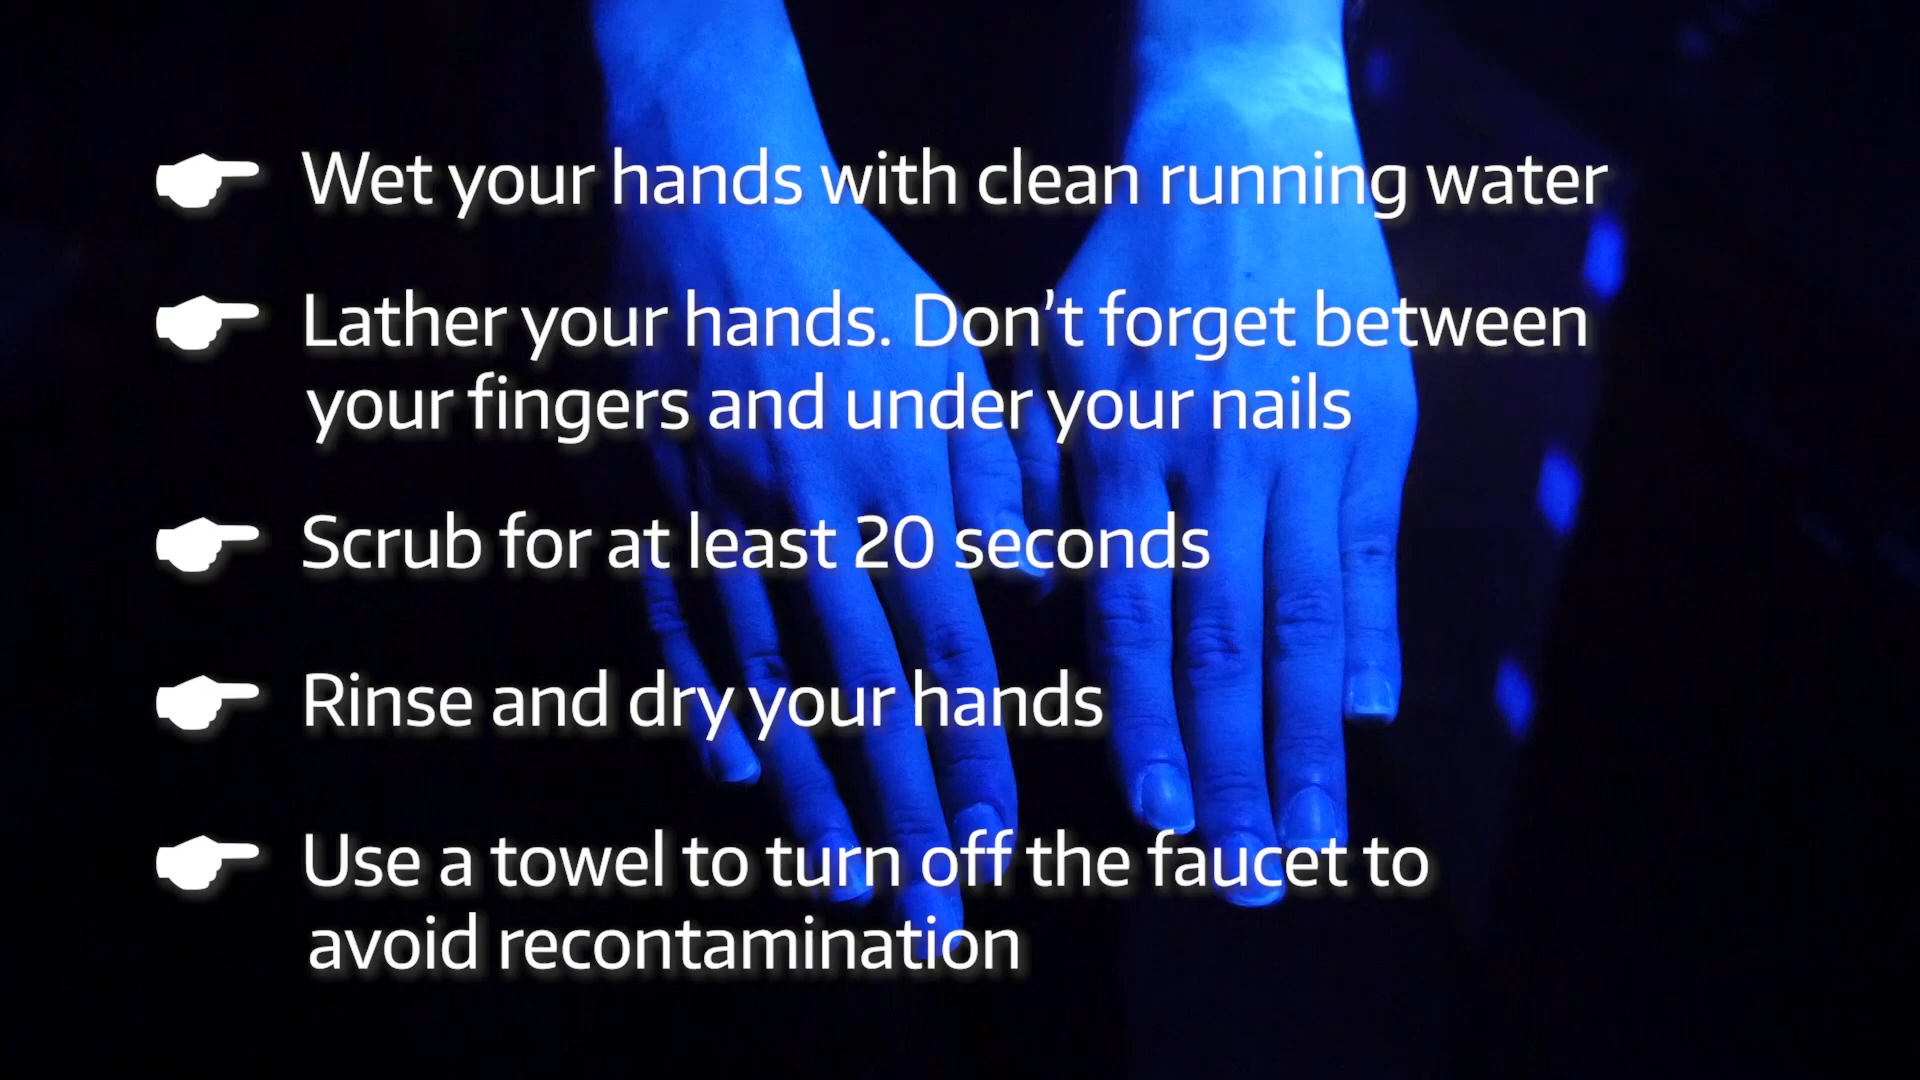 Wet your hands with clean running water
Lather your hands. Don't forget between
your fingers and under your nails
Scrub for at least 20 seconds
Rinse and dry your hands
Use a towel to turn off the faucet to
avoid recontamination